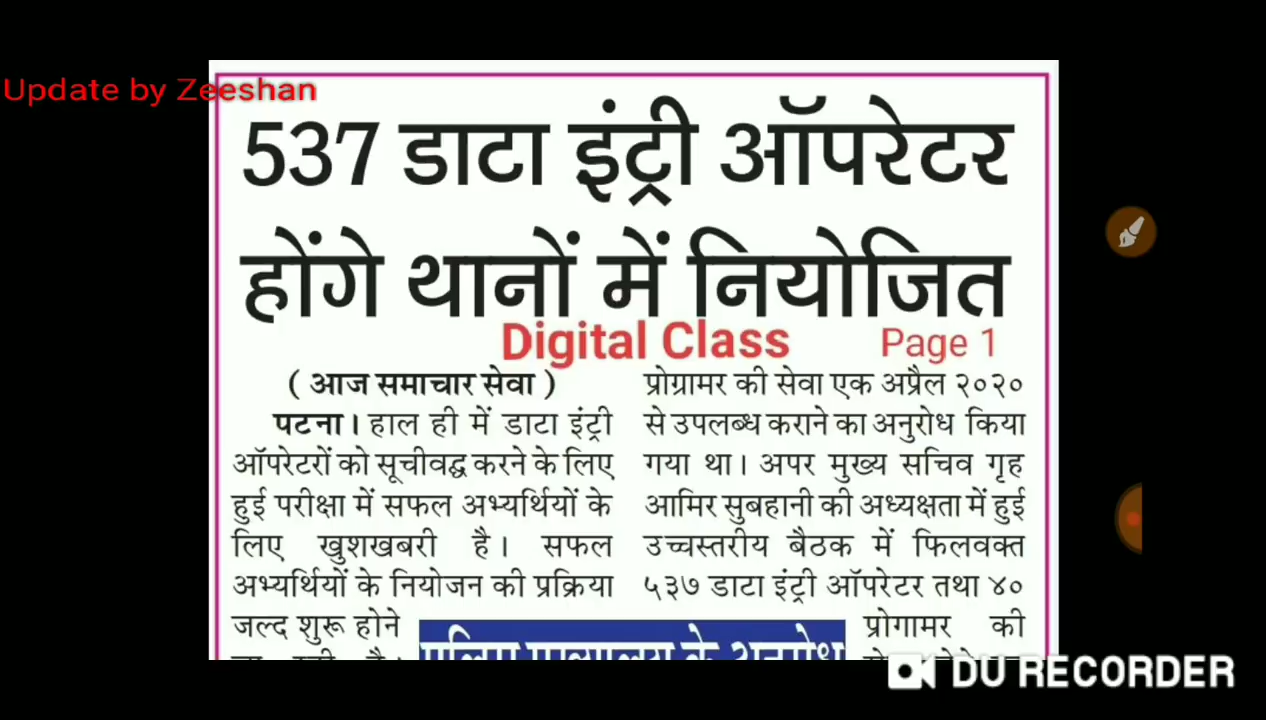 Update by Zeeshan
537 डाटा इंट्री ऑपरेटर
होंगे थानों में नियोजित
Digital Class
Page 1
( आज समाचार सेवा )
पटना। हाल ही में डाटा इंट्री
ऑपरेटरों को सूचीवद्ध करने के लिए
हुई परीक्षा में सफल अभ्यर्थियों के
लिए खुशखबरी है। सफल
अभ्यर्थियों के नियोजन की प्रक्रिया
जल्द शुरू होने
प्रोग्रामर की सेवा एक अप्रैल २०२०
से उपलब्ध कराने का अनुरोध किया
गया था। अपर मुख्य सचिव गृह
आमिर सुबहानी की अध्यक्षता में हुई
उच्चस्तरीय बैठक में फिलवक्त
५३७ डाटा इंट्री ऑपरेटर तथा ४०
प्रोगामर की
DU RECORDER